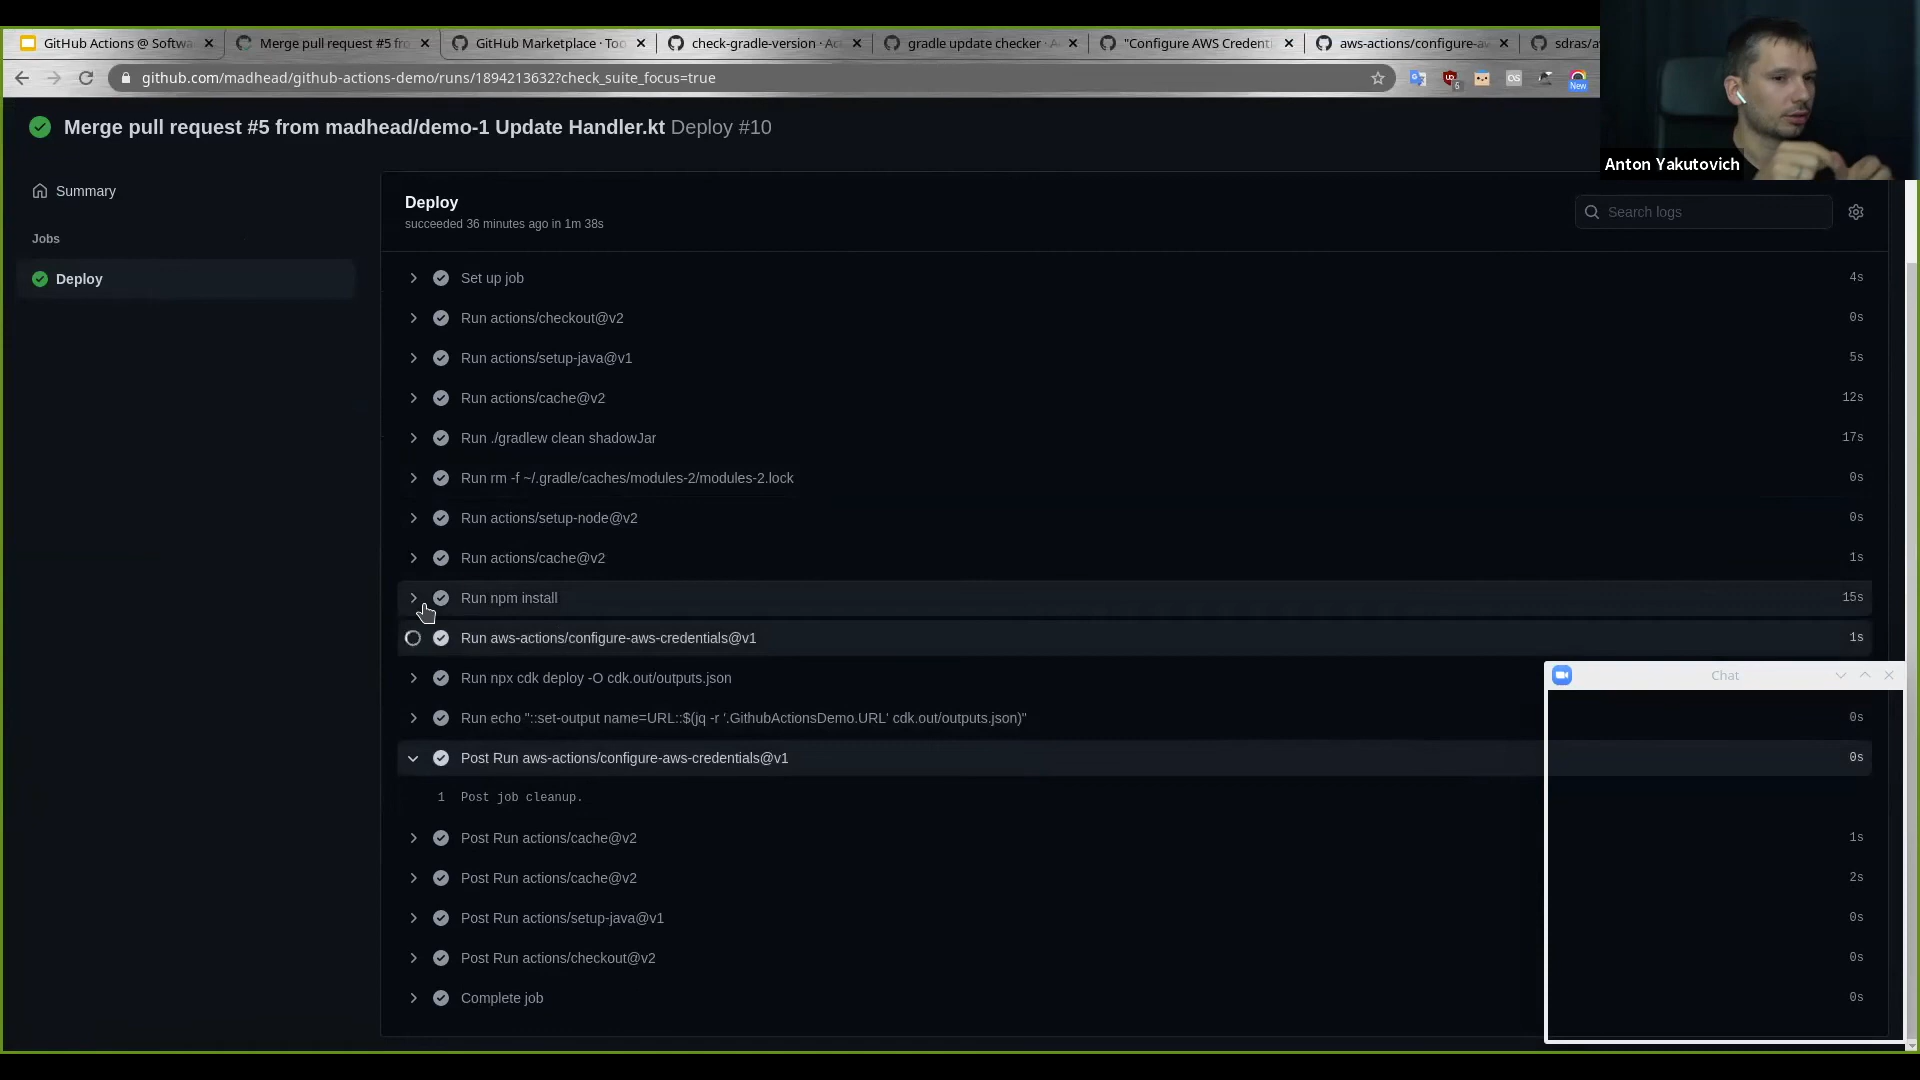 GitHub Actions @ Softwa
Merge pull request #5 fro
GitHub Marketplace · Too
check-gradle-version · Ac
gradle update checker · A
"Configure AWS Credent
aws-actions/configure-aw
sdras/a
github.com/madhead/github-actions-demo/runs/1894213632?check_suite_focus=true
6
New
Merge pull request #5 from madhead/demo-1 Update Handler.kt Deploy #10
Anton Yakutovich
Summary
Jobs
Deploy
Deploy
succeeded 36 minutes ago in 1m 38s
Search logs
Set up job 4s
Run actions/checkout@v2 0s
Run actions/setup-java@v1 5s
Run actions/cache@v2 12s
Run ./gradlew clean shadowJar 17s
Run rm -f ~/.gradle/caches/modules-2/modules-2.lock 0s
Run actions/setup-node@v2 0s
Run actions/cache@v2 1s
Run npm install 15s
Run aws-actions/configure-aws-credentials@v1 1s
Run npx cdk deploy -O cdk.out/outputs.json
Chat
Run echo "::set-output name=URL::$(jq -r '.GithubActionsDemo.URL' cdk.out/outputs.json)" 0s
Post Run aws-actions/configure-aws-credentials@v1 0s
1 Post job cleanup.
Post Run actions/cache@v2 1s
Post Run actions/cache@v2 2s
Post Run actions/setup-java@v1 0s
Post Run actions/checkout@v2 0s
Complete job 0s